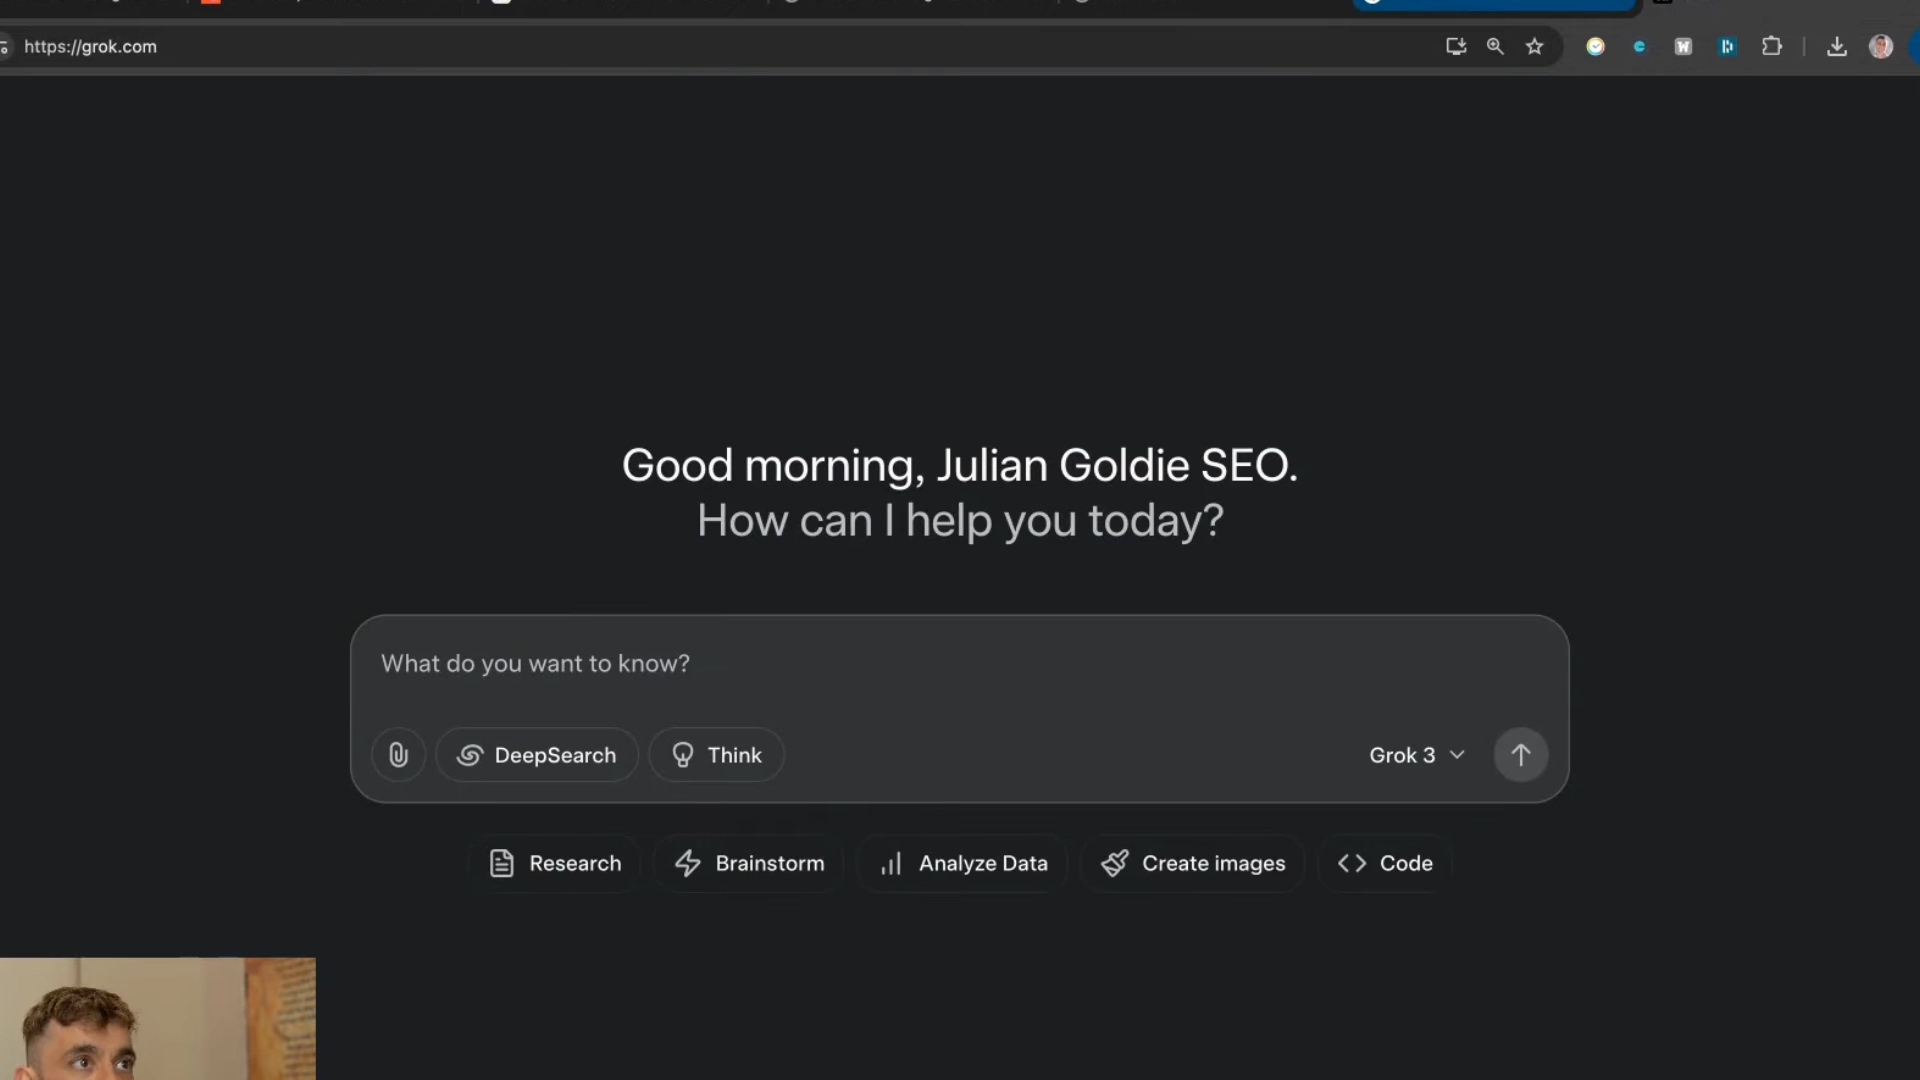 https://grok.com
Good morning, Julian Goldie SEO.
How can I help you today?
What do you want to know?
DeepSearch
Think
Grok 3
Research
Brainstorm
Analyze Data
Create images
Code